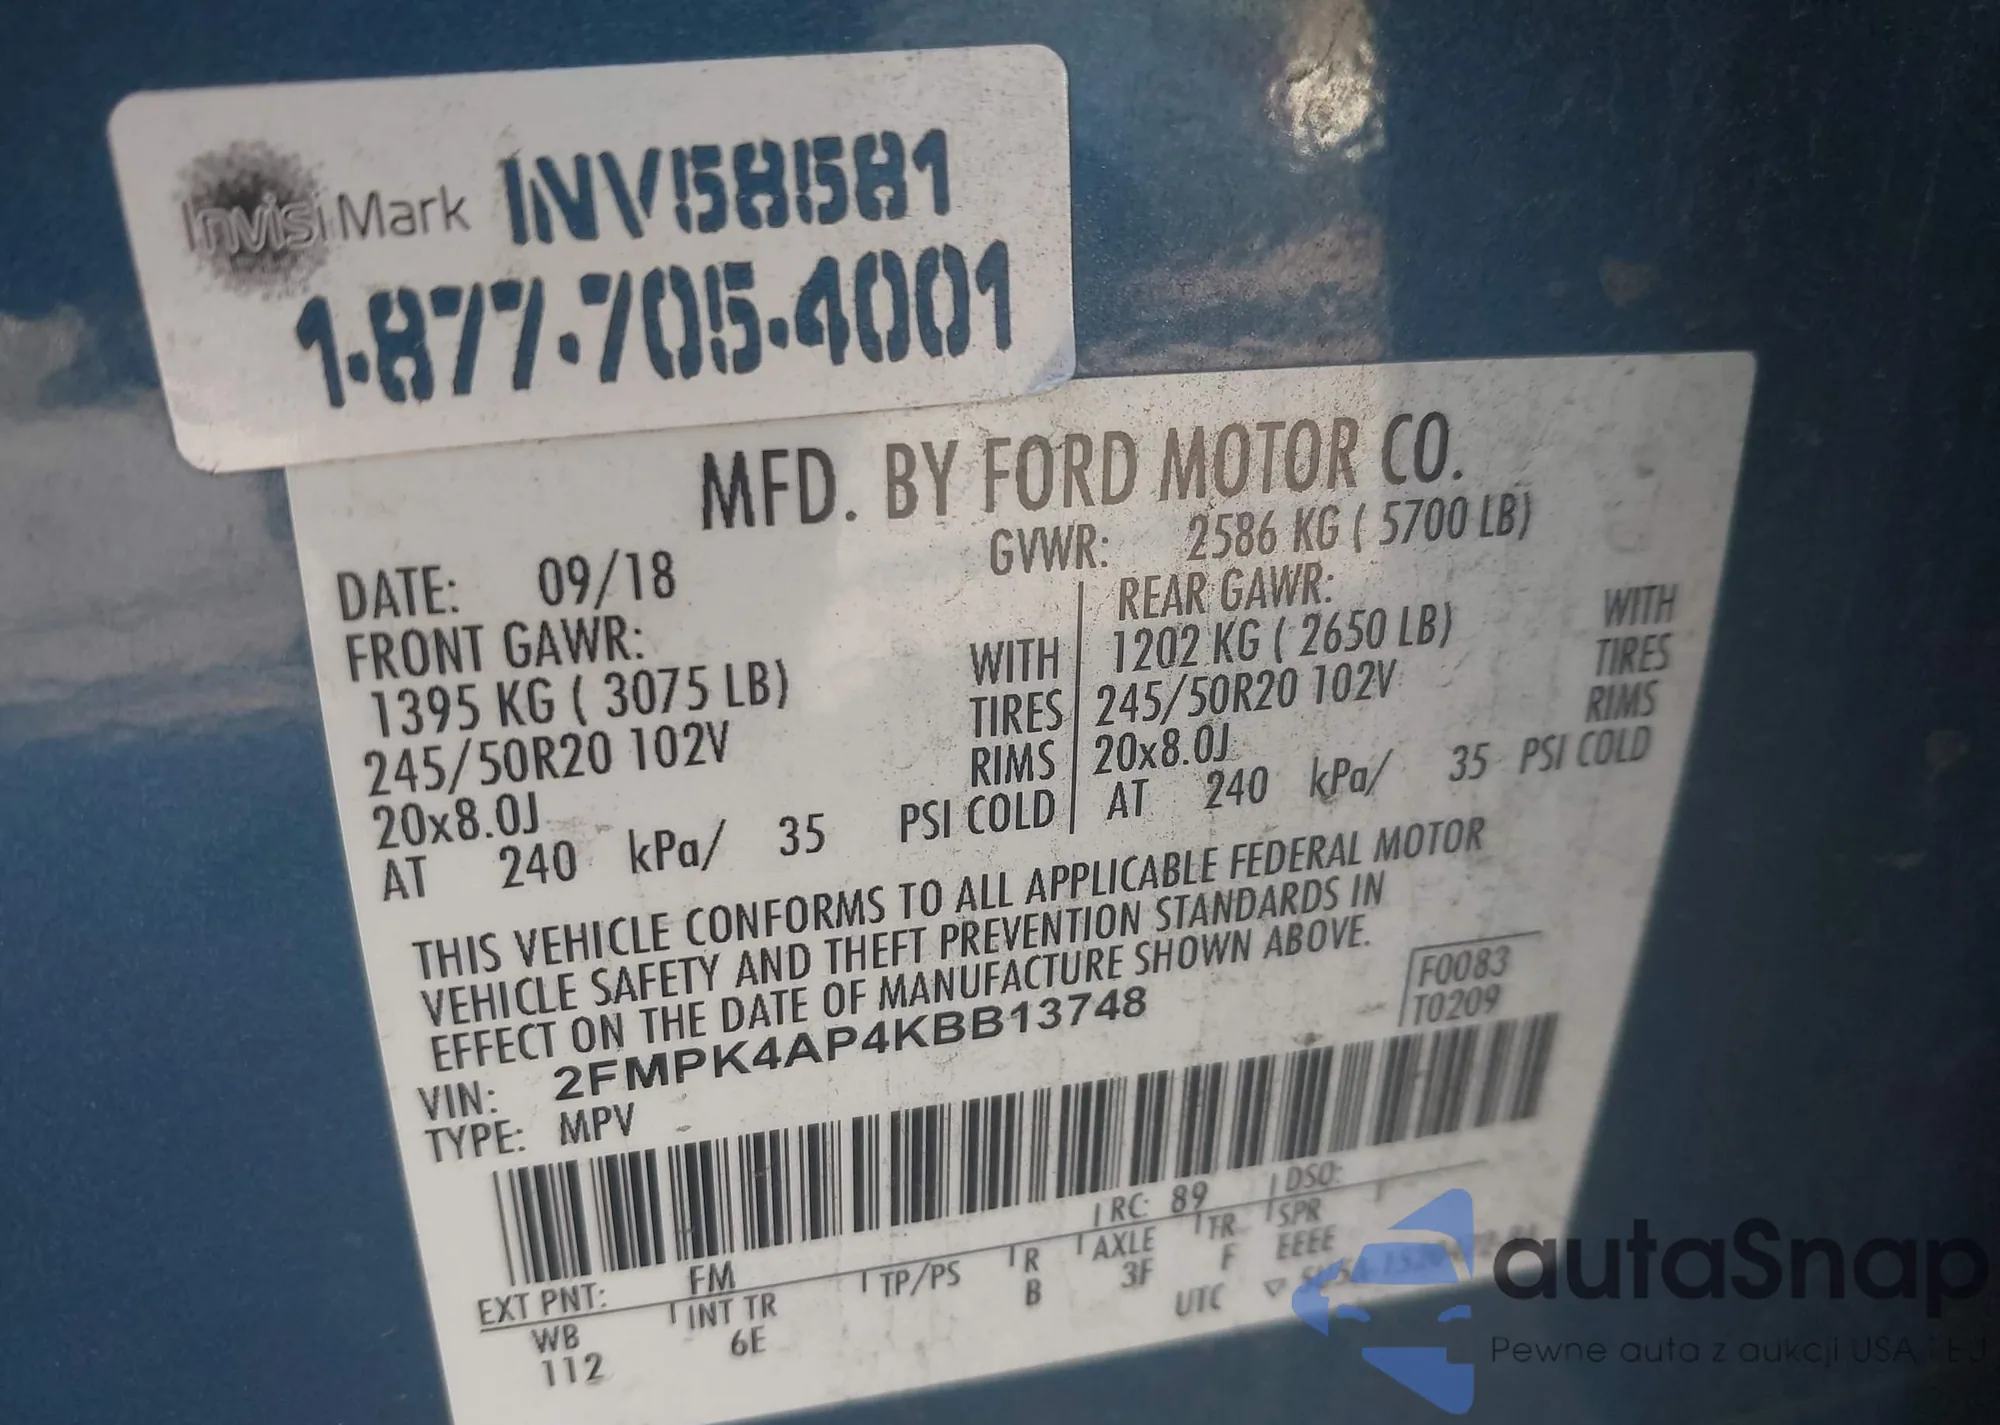 InvisiMark INV58581
1-877-705-4001
MFD. BY FORD MOTOR CO.
DATE: 09/18 GVWR: 2586 KG ( 5700 LB)
FRONT GAWR: REAR GAWR:
1395 KG ( 3075 LB) WITH 1202 KG ( 2650 LB) WITH
245/50R20 102V TIRES 245/50R20 102V TIRES
20x8.0J RIMS 20x8.0J RIMS
AT 240 kPa/ 35 PSI COLD AT 240 kPa/ 35 PSI COLD
THIS VEHICLE CONFORMS TO ALL APPLICABLE FEDERAL MOTOR
VEHICLE SAFETY AND THEFT PREVENTION STANDARDS IN
EFFECT ON THE DATE OF MANUFACTURE SHOWN ABOVE.
F0083
T0209
VIN: 2FMPK4AP4KBB13748
TYPE: MPV
EXT PNT: FM RC: 89 DSO:
WB INT TR TP/PS R AXLE TR SPR
112 6E B 3F F EEEE
UTC
autaSnap
Pewne auta z aukcji USA i EU